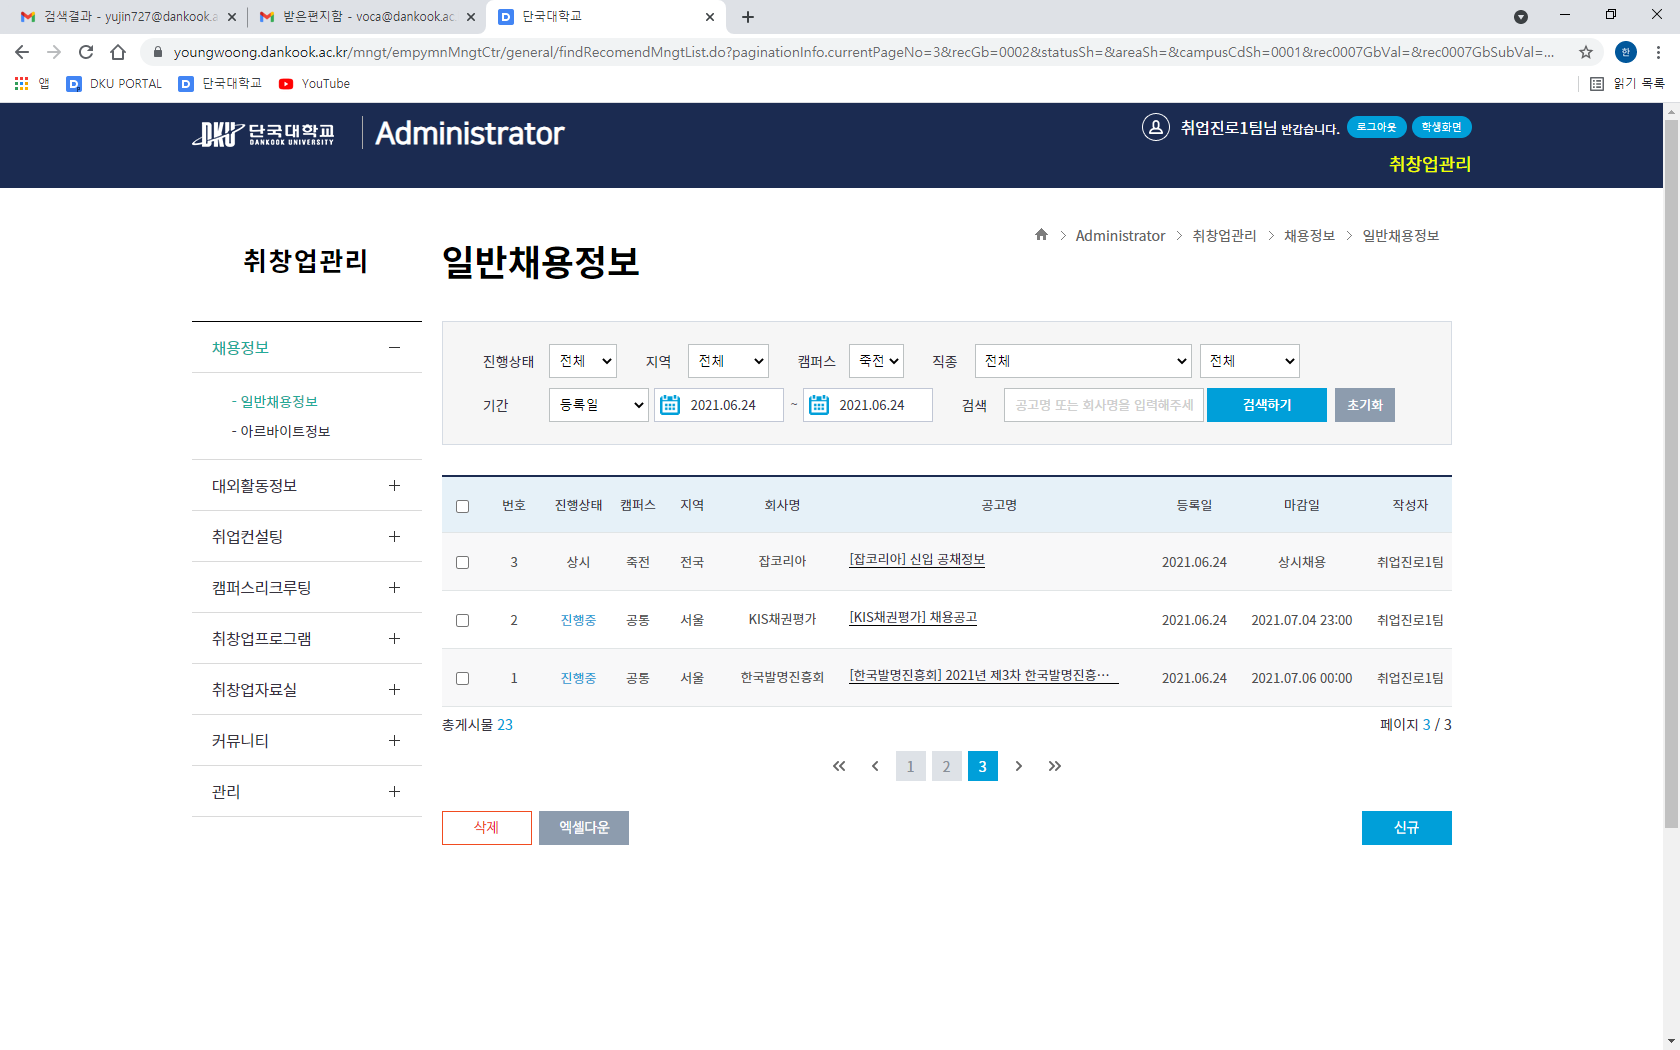 검색결과 - yujin727@dankook.a
받은편지함 - voca@dankook.ac.
단국대학교
youngwoong.dankook.ac.kr/mngt/empymnMngtCtr/general/findRecomendMngtList.do?paginationInfo.currentPageNo=3&recGb=0002&statusSh=&areaSh=&campusCdSh=0001&rec0007GbVal=&rec0007GbSubVal=...
한
앱
DKU PORTAL
단국대학교
YouTube
읽기 목록
DKU 단국대학교
DANKOOK UNIVERSITY
Administrator
취업진로1팀님 반갑습니다.
로그아웃
학생화면
취창업관리
Administrator > 취창업관리 > 채용정보 > 일반채용정보
취창업관리
일반채용정보
채용정보
- 일반채용정보
- 아르바이트정보
대외활동정보
취업컨설팅
캠퍼스리크루팅
취창업프로그램
취창업자료실
커뮤니티
관리
진행상태 전체 지역 전체 캠퍼스 죽전 직종 전체 전체
기간 등록일 2021.06.24 ~ 2021.06.24 검색 공고명 또는 회사명을 입력해주세 검색하기 초기화
번호 진행상태 캠퍼스 지역 회사명 공고명 등록일 마감일 작성자
3 상시 죽전 전국 잡코리아 [잡코리아] 신입 공채정보 2021.06.24 상시채용 취업진로1팀
2 진행중 공통 서울 KIS채권평가 [KIS채권평가] 채용공고 2021.06.24 2021.07.04 23:00 취업진로1팀
1 진행중 공통 서울 한국발명진흥회 [한국발명진흥회] 2021년 제3차 한국발명진흥… 2021.06.24 2021.07.06 00:00 취업진로1팀
총게시물 23
페이지 3 / 3
1 2 3
삭제
엑셀다운
신규